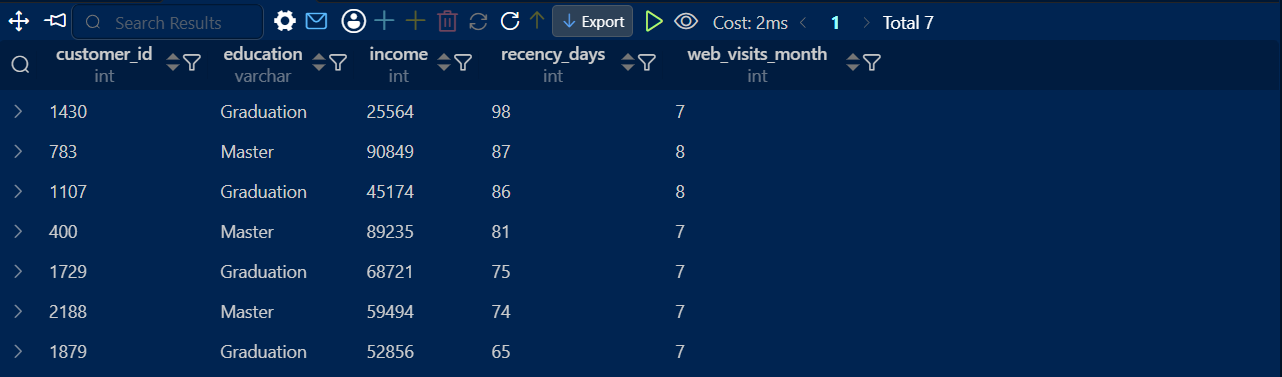 Search Results Export Cost: 2ms 1 Total 7
customer_id education income recency_days web_visits_month
int varchar int int int
1430 Graduation 25564 98 7
783 Master 90849 87 8
1107 Graduation 45174 86 8
400 Master 89235 81 7
1729 Graduation 68721 75 7
2188 Master 59494 74 7
1879 Graduation 52856 65 7